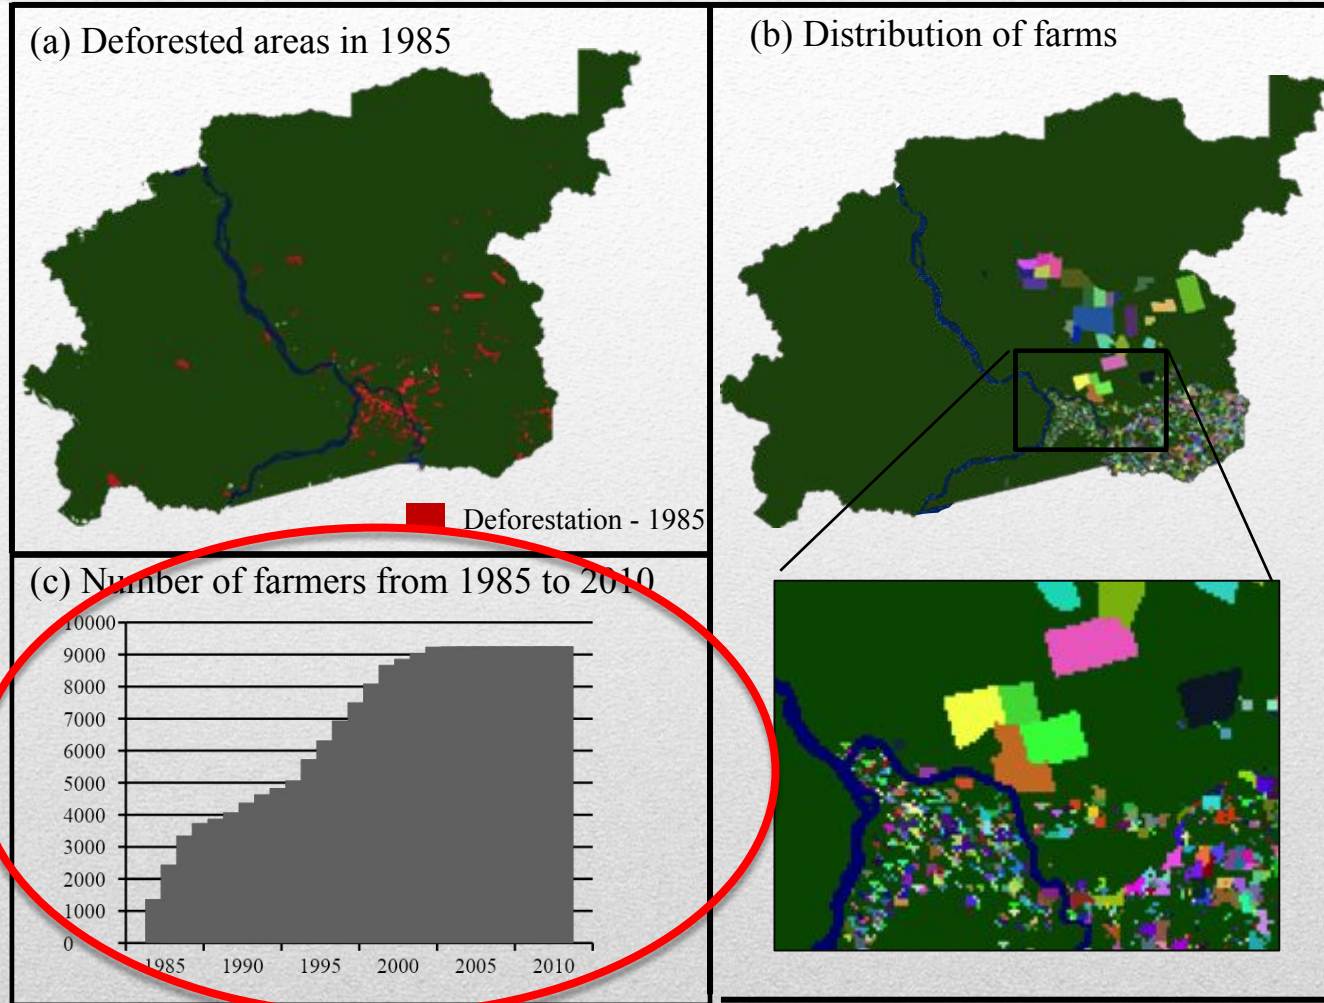 (a) Deforested areas in 1985
Deforestation - 1985
(b) Distribution of farms
(c) Number of farmers from 1985 to 2010
10000
9000
8000
7000
6000
5000
4000
3000
2000
1000
0
1985 1990 1995 2000 2005 2010